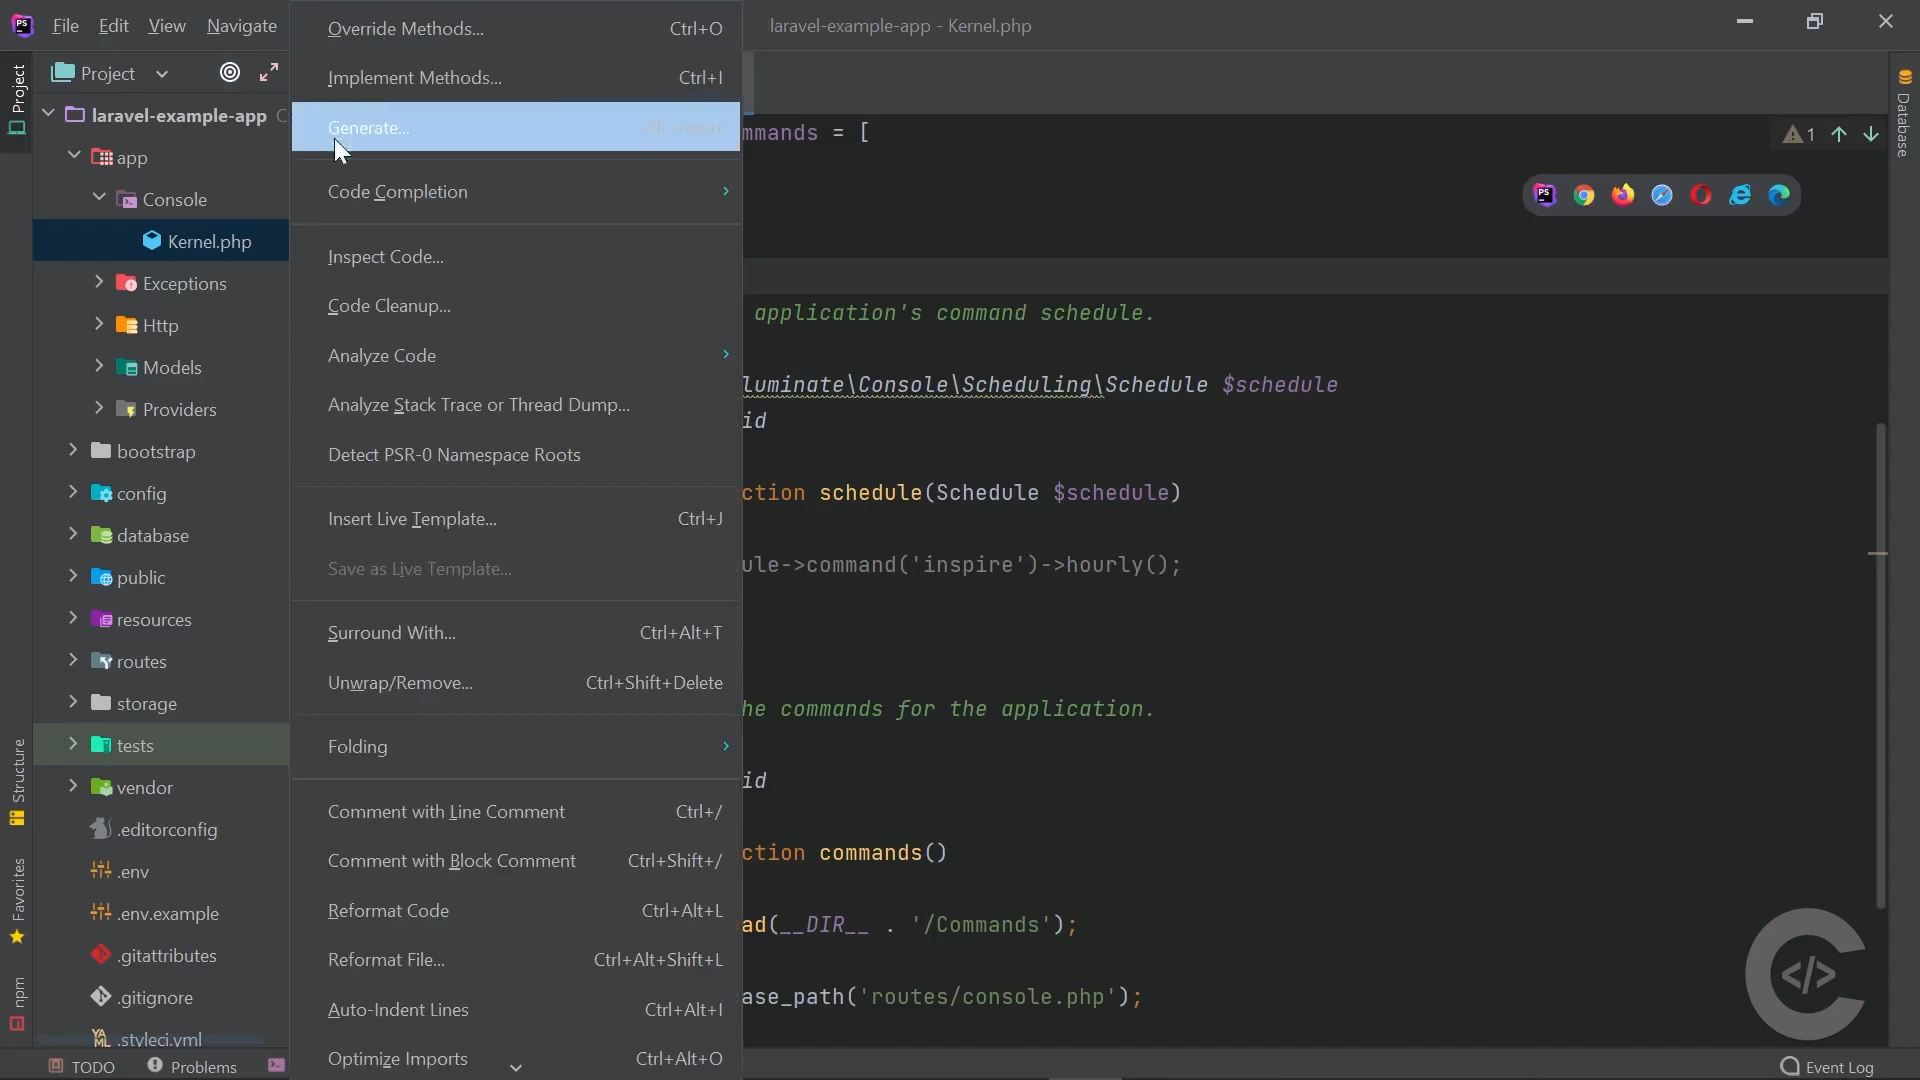 File Edit View Navigate
laravel-example-app - Kernel.php
Project
Project
laravel-example-app
app
Console
Kernel.php
Exceptions
Http
Models
Providers
bootstrap
config
database
public
resources
routes
storage
tests
vendor
.editorconfig
.env
.env.example
.gitattributes
.gitignore
.styleci.yml
Structure
Favorites
npm
Override Methods... Ctrl+O
Implement Methods... Ctrl+I
Generate... Alt+Insert
Code Completion
Inspect Code...
Code Cleanup...
Analyze Code
Analyze Stack Trace or Thread Dump...
Detect PSR-0 Namespace Roots
Insert Live Template... Ctrl+J
Save as Live Template...
Surround With... Ctrl+Alt+T
Unwrap/Remove... Ctrl+Shift+Delete
Folding
Comment with Line Comment Ctrl+/
Comment with Block Comment Ctrl+Shift+/
Reformat Code Ctrl+Alt+L
Reformat File... Ctrl+Alt+Shift+L
Auto-Indent Lines Ctrl+Alt+I
Optimize Imports Ctrl+Alt+O
mmands = [
1
application's command schedule.
luminate\Console\Scheduling\Schedule $schedule
id
ction schedule(Schedule $schedule)
ule->command('inspire')->hourly();
he commands for the application.
id
ction commands()
ad(__DIR__ . '/Commands');
ase_path('routes/console.php');
Database
TODO Problems
Event Log